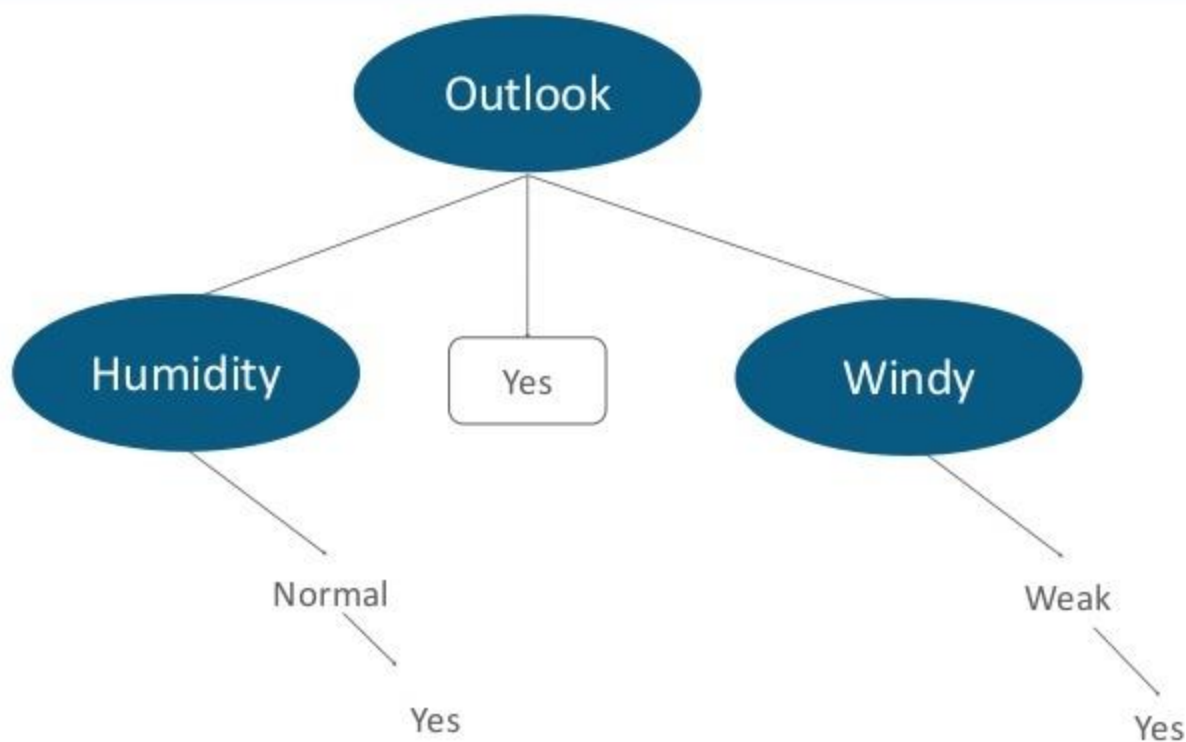 Outlook
Humidity
Yes
Windy
Normal
Weak
Yes
Yes